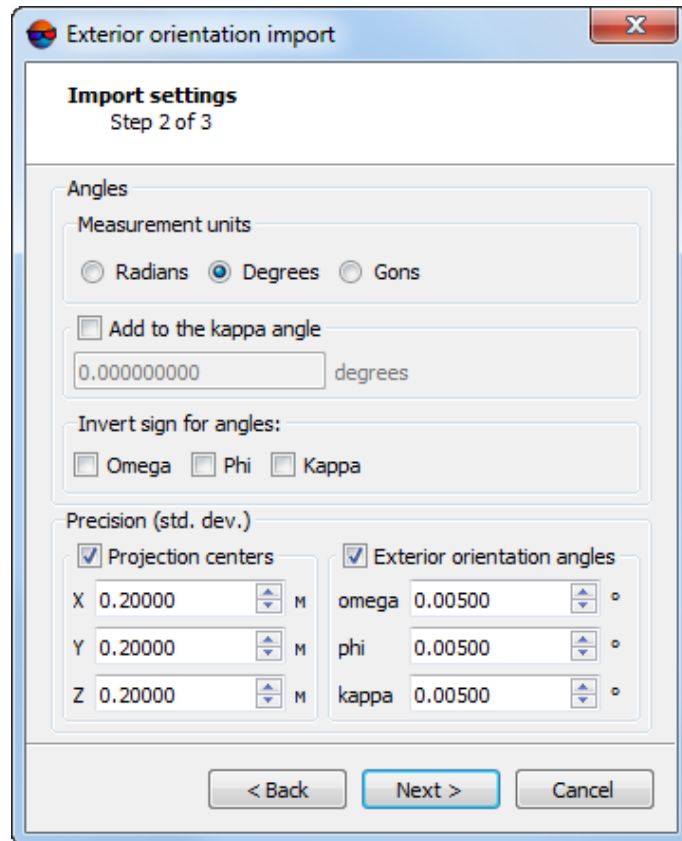 Exterior orientation import
Import settings
Step 2 of 3
Angles
Measurement units
Radians Degrees Gons
Add to the kappa angle
0.000000000 degrees
Invert sign for angles:
Omega Phi Kappa
Precision (std. dev.)
Projection centers Exterior orientation angles
X 0.20000 м omega 0.00500 °
Y 0.20000 м phi 0.00500 °
Z 0.20000 м kappa 0.00500 °
< Back Next > Cancel